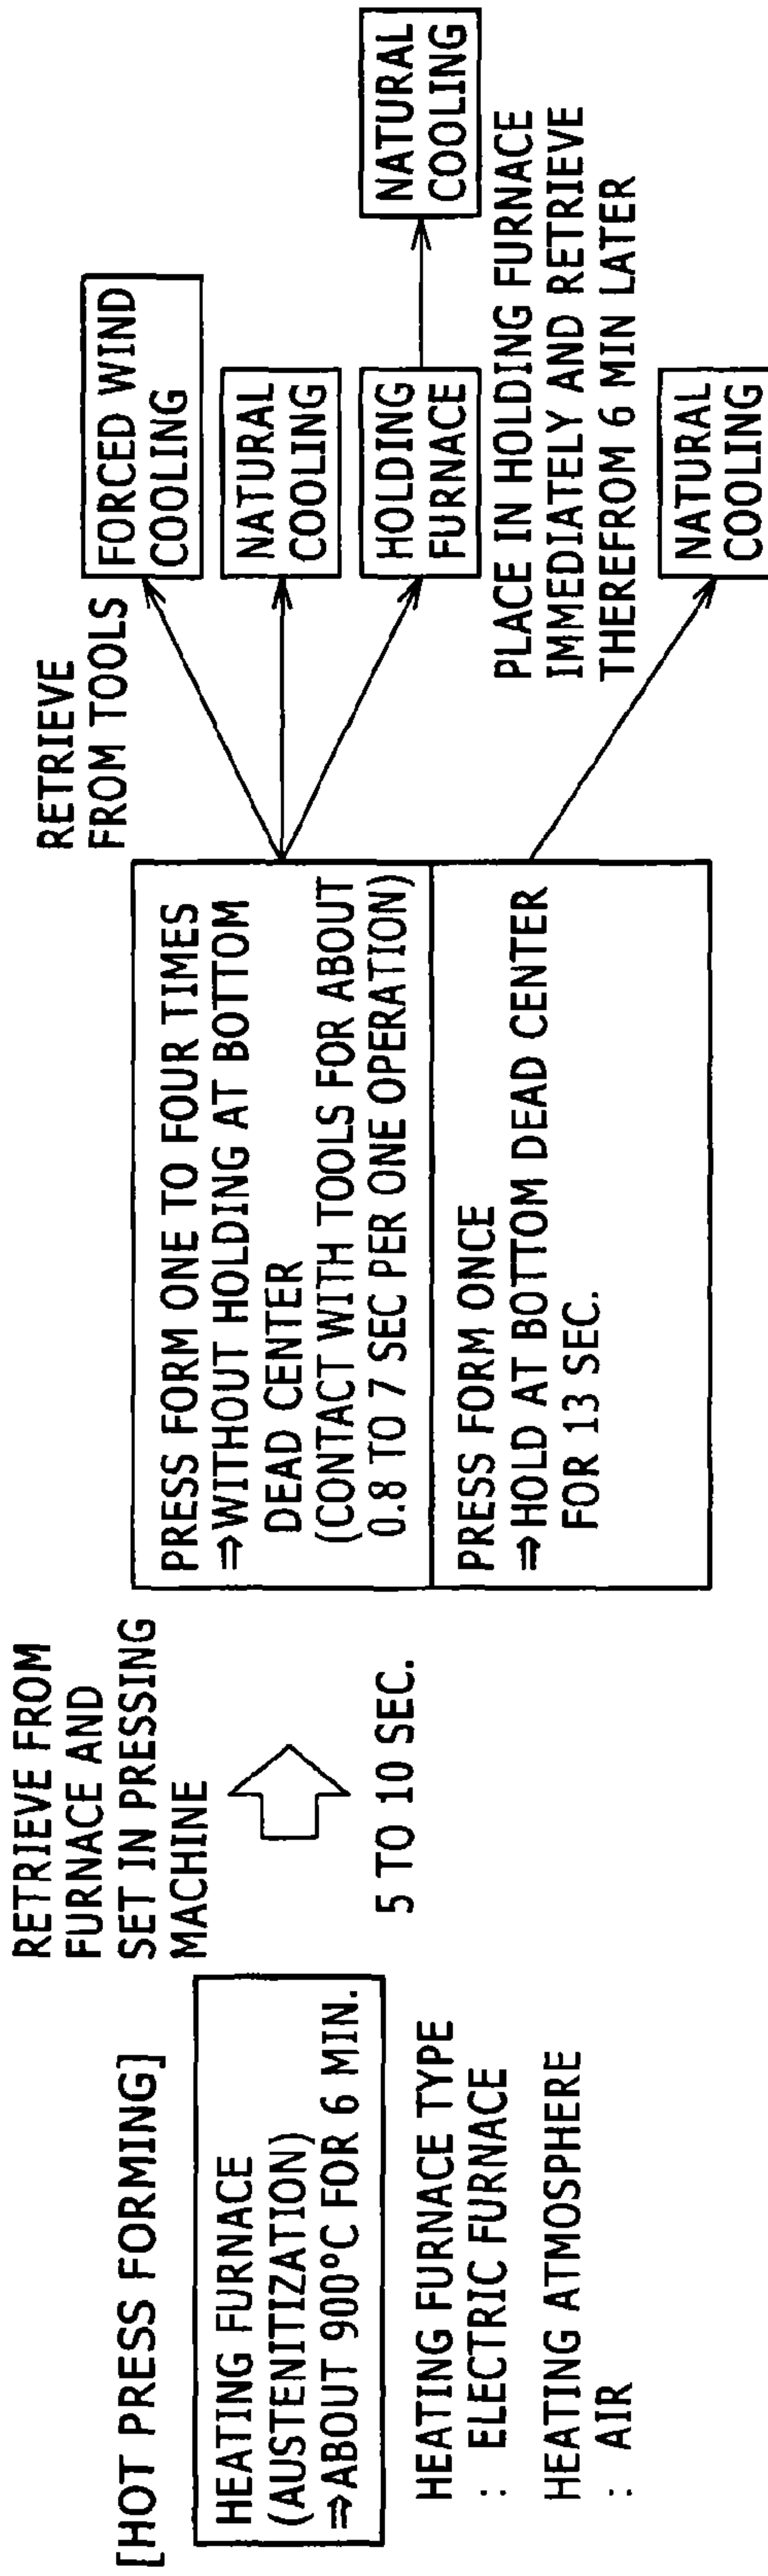 [HOT PRESS FORMING]
HEATING FURNACE
(AUSTENITIZATION)
⇒ABOUT 900°C FOR 6 MIN.
HEATING FURNACE TYPE
: ELECTRIC FURNACE
HEATING ATMOSPHERE
: AIR
RETRIEVE FROM
FURNACE AND
SET IN PRESSING
MACHINE
5 TO 10 SEC.
PRESS FORM ONE TO FOUR TIMES
⇒WITHOUT HOLDING AT BOTTOM
DEAD CENTER
(CONTACT WITH TOOLS FOR ABOUT
0.8 TO 7 SEC PER ONE OPERATION)
PRESS FORM ONCE
⇒HOLD AT BOTTOM DEAD CENTER
FOR 13 SEC.
RETRIEVE
FROM TOOLS
FORCED WIND
COOLING
NATURAL
COOLING
HOLDING
FURNACE
NATURAL
COOLING
PLACE IN HOLDING FURNACE
IMMEDIATELY AND RETRIEVE
THEREFROM 6 MIN LATER
NATURAL
COOLING